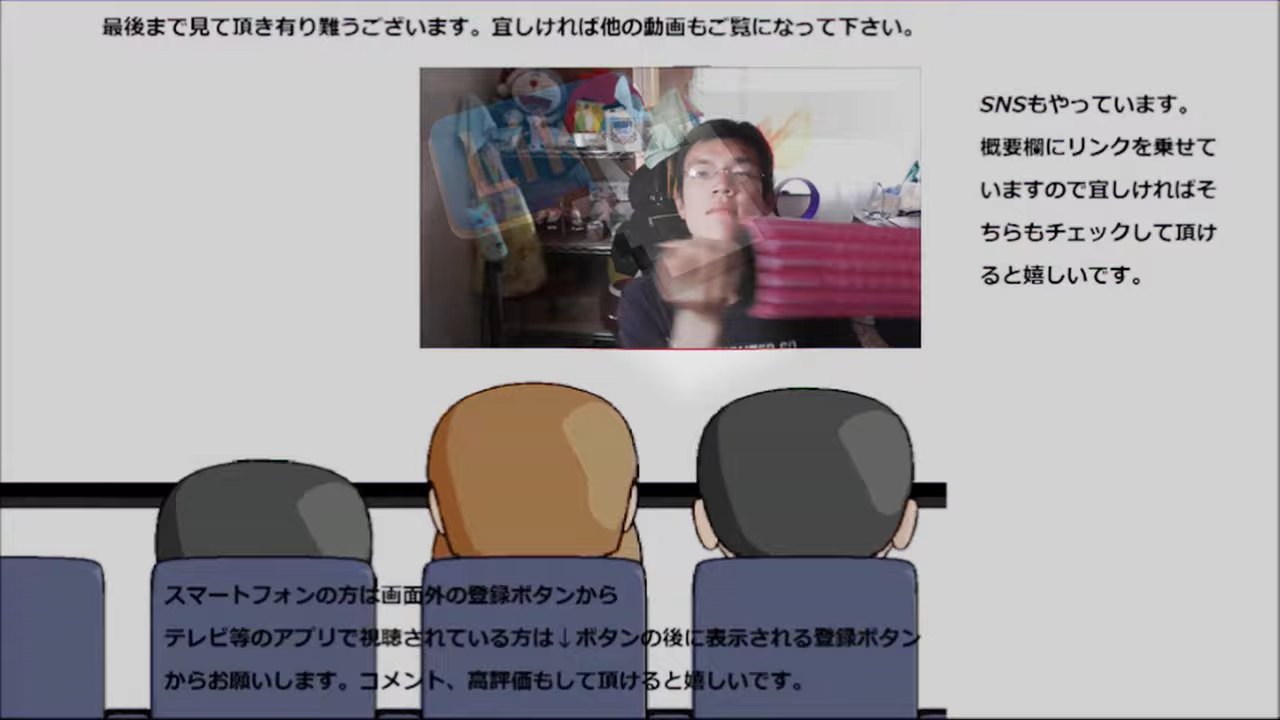 最後まで見て頂き有り難うございます。宜しければ他の動画もご覧になって下さい。
SNSもやっています。
概要欄にリンクを乗せて
いますので宜しければそ
ちらもチェックして頂け
ると嬉しいです。
スマートフォンの方は画面外の登録ボタンから
テレビ等のアプリで視聴されている方は↓ボタンの後に表示される登録ボタン
からお願いします。コメント、高評価もして頂けると嬉しいです。